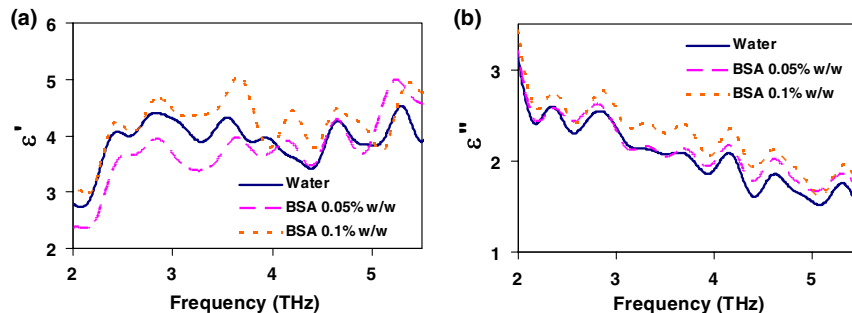 (a)
6
5
4
3
2
ε'
2 3 4 5
Frequency (THz)
Water
BSA 0.05% w/w
BSA 0.1% w/w
(b)
3
2
1
ε"
2 3 4 5
Frequency (THz)
Water
BSA 0.05% w/w
BSA 0.1% w/w